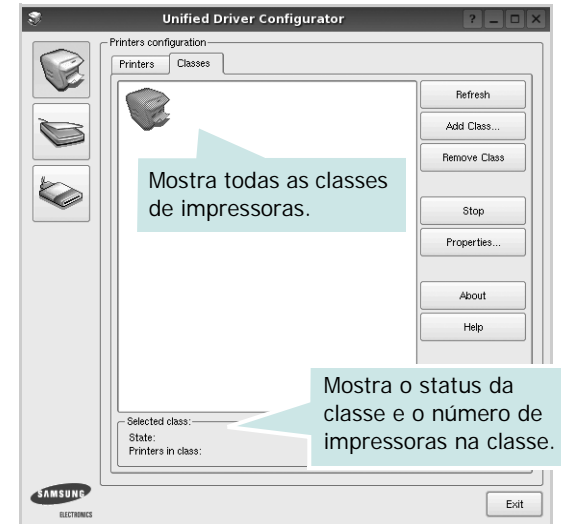 Unified Driver Configurator
Printers configuration
Printers
Classes
Refresh
Add Class...
Remove Class
Mostra todas as classes
de impressoras.
Stop
Properties...
About
Help
Mostra o status da
classe e o número de
impressoras na classe.
Selected class:
State:
Printers in class:
SAMSUNG
ELECTRONICS
Exit